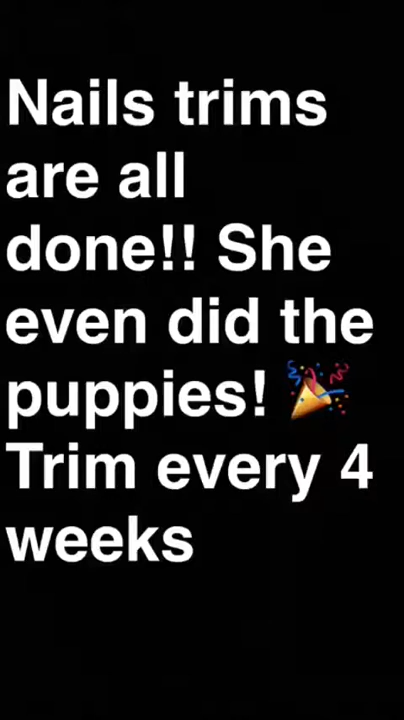 Nails trims
are all
done!! She
even did the
puppies! 🎉
Trim every 4
weeks